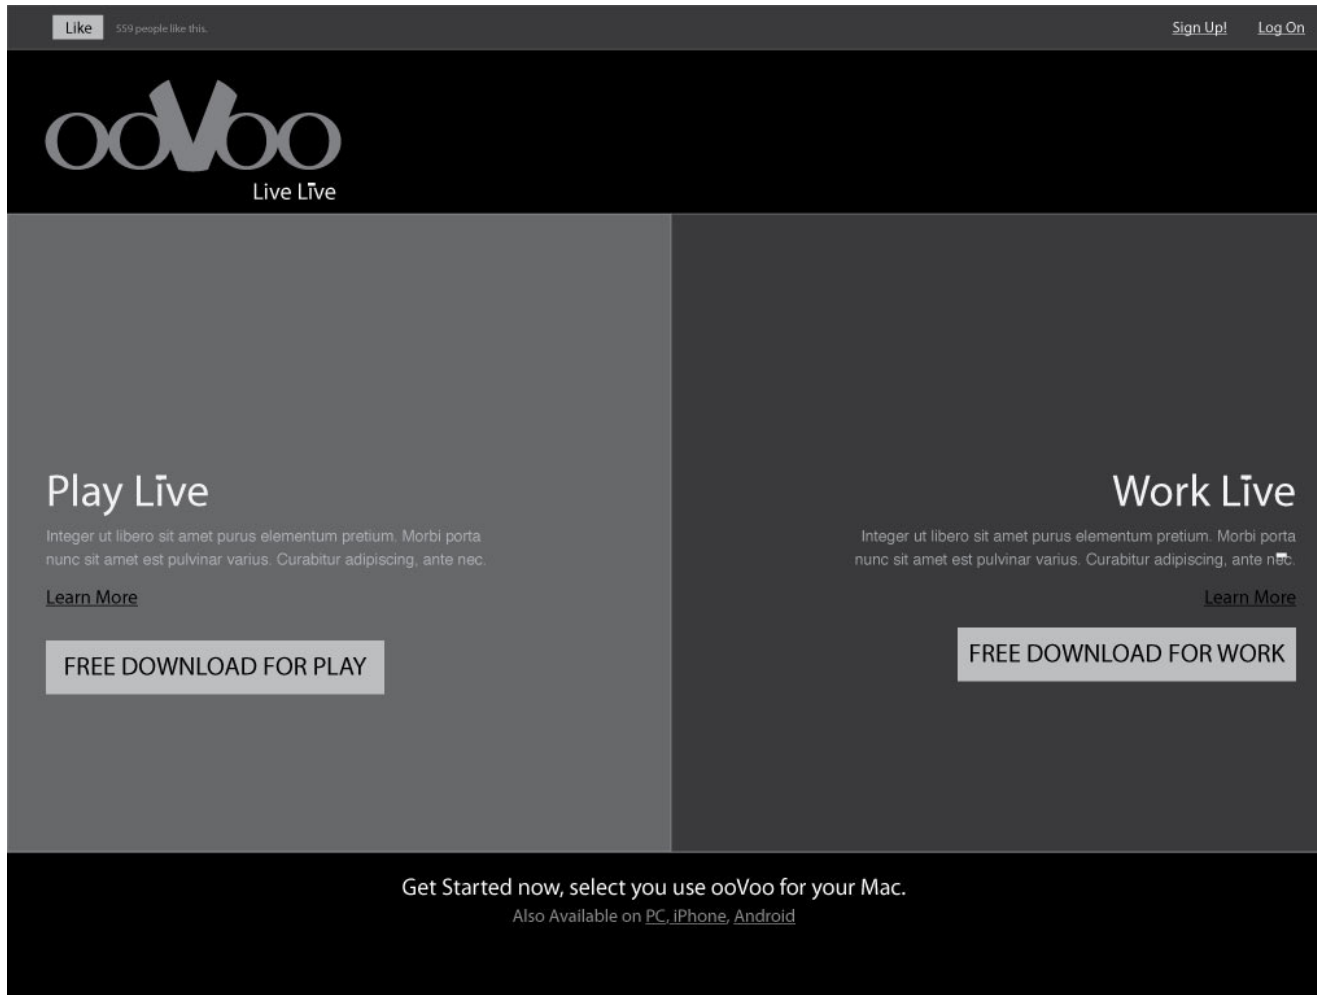 Like 559 people like this. Sign Up! Log On
ooVoo
Live Līve
Play Līve
Integer ut libero sit amet purus elementum pretium. Morbi porta
nunc sit amet est pulvinar varius. Curabitur adipiscing, ante nec.
Learn More
FREE DOWNLOAD FOR PLAY
Work Līve
Integer ut libero sit amet purus elementum pretium. Morbi porta
nunc sit amet est pulvinar varius. Curabitur adipiscing, ante nec.
Learn More
FREE DOWNLOAD FOR WORK
Get Started now, select you use ooVoo for your Mac.
Also Available on PC, iPhone, Android